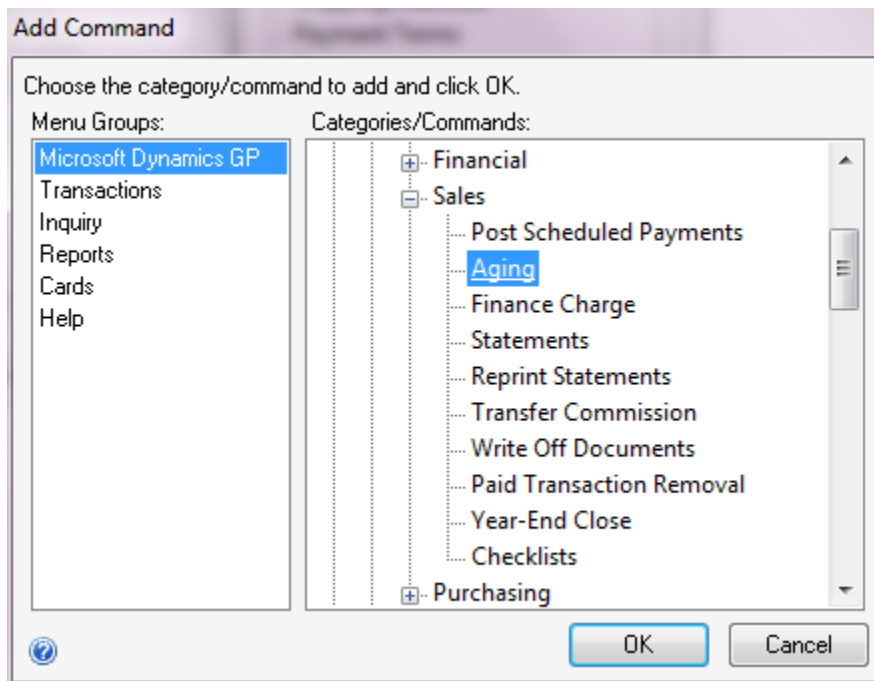 Payment Terms
Add Command
Choose the category/command to add and click OK.
Menu Groups:
Categories/Commands:
Microsoft Dynamics GP
Transactions
Inquiry
Reports
Cards
Help
Financial
Sales
Post Scheduled Payments
Aging
Finance Charge
Statements
Reprint Statements
Transfer Commission
Write Off Documents
Paid Transaction Removal
Year-End Close
Checklists
Purchasing
OK
Cancel